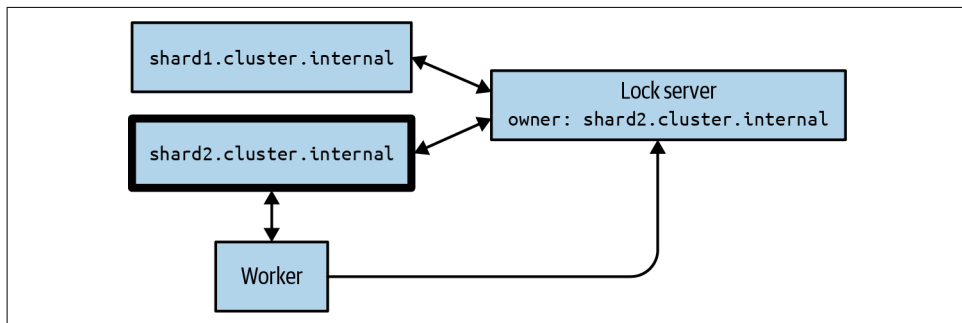 shard1.cluster.internal
Lock server
owner: shard2.cluster.internal
shard2.cluster.internal
Worker